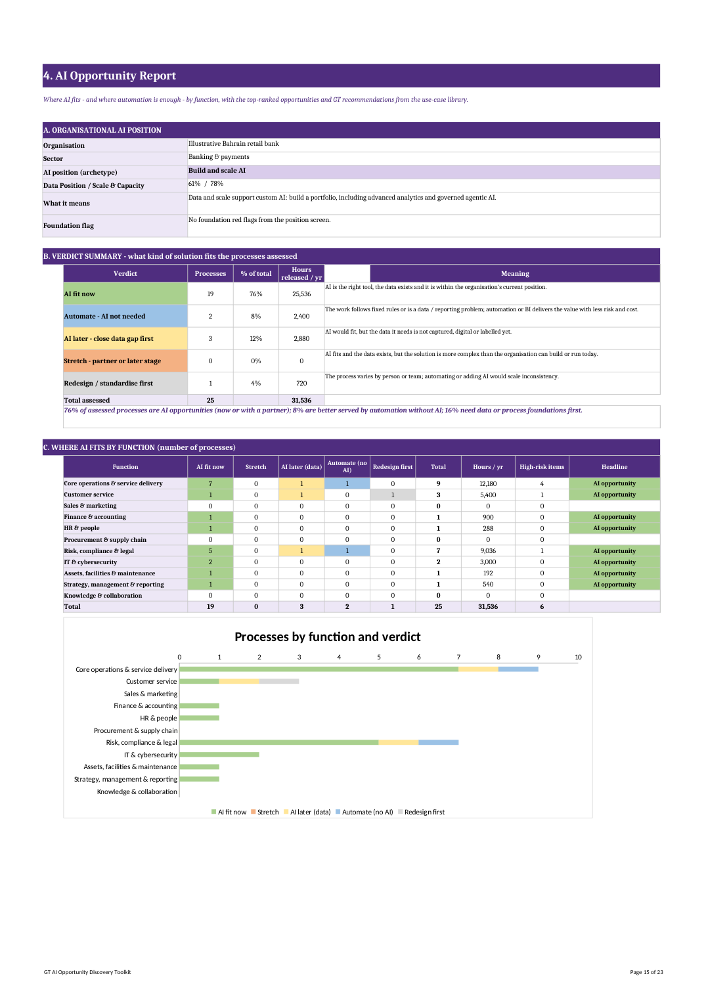 4. AI Opportunity Report
Where AI fits - and where automation is enough - by function, with the top-ranked opportunities and GT recommendations from the use-case library.
A. ORGANISATIONAL AI POSITION
Organisation Illustrative Bahrain retail bank
Sector Banking & payments
AI position (archetype) Build and scale AI
Data Position / Scale & Capacity 61% / 78%
What it means Data and scale support custom AI: build a portfolio, including advanced analytics and governed agentic AI.
Foundation flag No foundation red flags from the position screen.
B. VERDICT SUMMARY - what kind of solution fits the processes assessed
Verdict Processes % of total Hours released / yr Meaning
AI fit now 19 76% 25,536 AI is the right tool, the data exists and it is within the organisation's current position.
Automate - AI not needed 2 8% 2,400 The work follows fixed rules or is a data / reporting problem; automation or BI delivers the value with less risk and cost.
AI later - close data gap first 3 12% 2,880 AI would fit, but the data it needs is not captured, digital or labelled yet.
Stretch - partner or later stage 0 0% 0 AI fits and the data exists, but the solution is more complex than the organisation can build or run today.
Redesign / standardise first 1 4% 720 The process varies by person or team; automating or adding AI would scale inconsistency.
Total assessed 25 31,536
76% of assessed processes are AI opportunities (now or with a partner); 8% are better served by automation without AI; 16% need data or process foundations first.
C. WHERE AI FITS BY FUNCTION (number of processes)
Function AI fit now Stretch AI later (data) Automate (no AI) Redesign first Total Hours / yr High-risk items Headline
Core operations & service delivery 7 0 1 1 0 9 12,180 4 AI opportunity
Customer service 1 0 1 0 1 3 5,400 1 AI opportunity
Sales & marketing 0 0 0 0 0 0 0 0
Finance & accounting 1 0 0 0 0 1 900 0 AI opportunity
HR & people 1 0 0 0 0 1 288 0 AI opportunity
Procurement & supply chain 0 0 0 0 0 0 0 0
Risk, compliance & legal 5 0 1 1 0 7 9,036 1 AI opportunity
IT & cybersecurity 2 0 0 0 0 2 3,000 0 AI opportunity
Assets, facilities & maintenance 1 0 0 0 0 1 192 0 AI opportunity
Strategy, management & reporting 1 0 0 0 0 1 540 0 AI opportunity
Knowledge & collaboration 0 0 0 0 0 0 0 0
Total 19 0 3 2 1 25 31,536 6
Processes by function and verdict
0 1 2 3 4 5 6 7 8 9 10
Core operations & service delivery
Customer service
Sales & marketing
Finance & accounting
HR & people
Procurement & supply chain
Risk, compliance & legal
IT & cybersecurity
Assets, facilities & maintenance
Strategy, management & reporting
Knowledge & collaboration
AI fit now Stretch AI later (data) Automate (no AI) Redesign first
GT AI Opportunity Discovery Toolkit Page 15 of 23